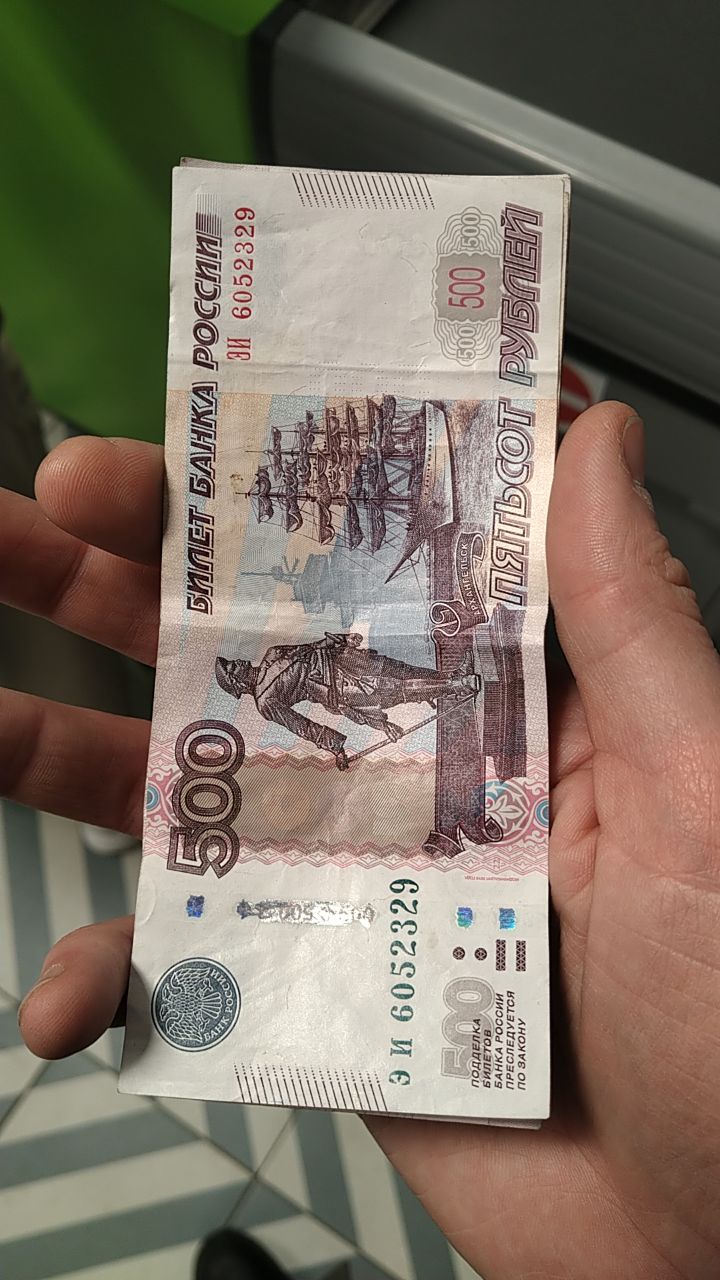 БАНК РОССИИ
500
БИЛЕТ БАНКА РОССИИ
ЭИ 6052329
ЭИ 6052329
500
ПОДДЕЛКА
БИЛЕТОВ
БАНКА РОССИИ
ПРЕСЛЕДУЕТСЯ
ПО ЗАКОНУ
АРХАНГЕЛЬСК
500 500 500
ПЯТЬСОТ РУБЛЕЙ